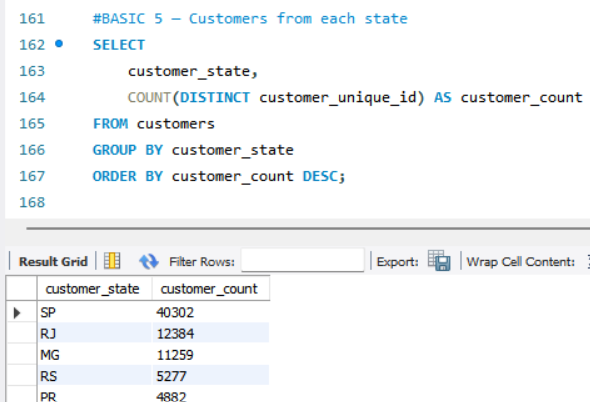 161 #BASIC 5 – Customers from each state
162 SELECT
163 customer_state,
164 COUNT(DISTINCT customer_unique_id) AS customer_count
165 FROM customers
166 GROUP BY customer_state
167 ORDER BY customer_count DESC;
168
Result Grid Filter Rows: Export: Wrap Cell Content:
customer_state customer_count
SP 40302
RJ 12384
MG 11259
RS 5277
PR 4882